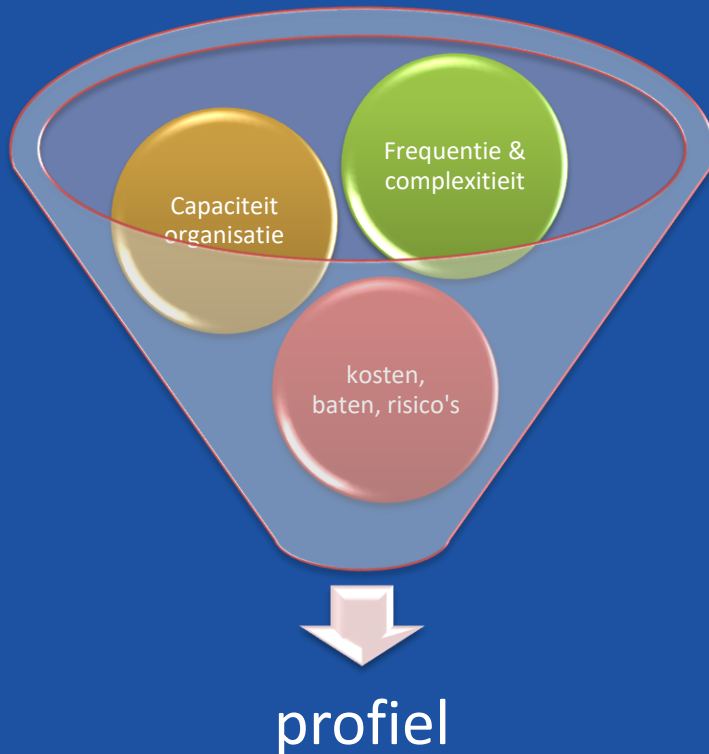 Frequentie &
complexitieit
Capaciteit
organisatie
kosten,
baten, risico's
profiel